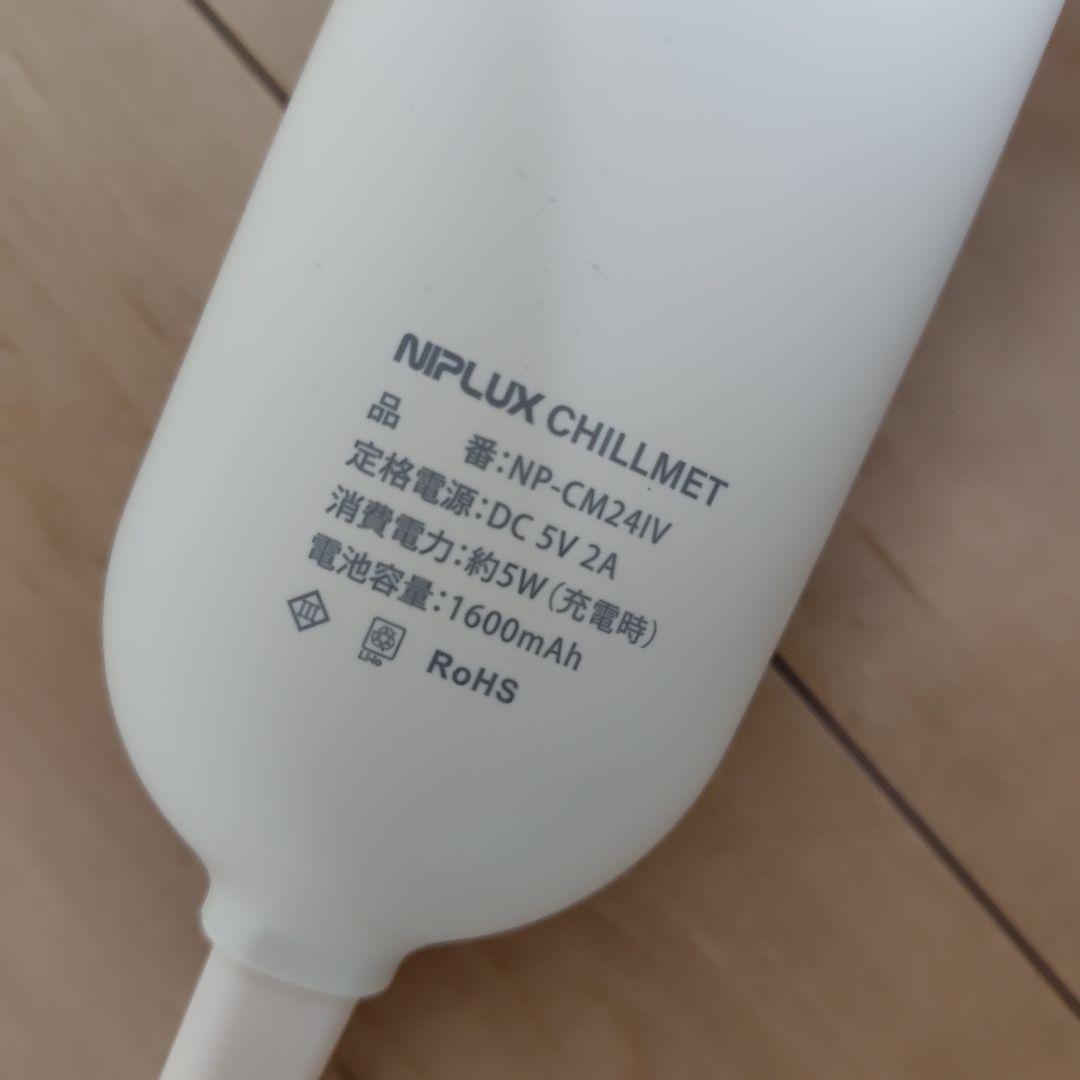 NIPLUX CHILLMET
品　　番：NP-CM24IV
定格電源：DC 5V 2A
消費電力：約5W（充電時）
電池容量：1600mAh
RoHS